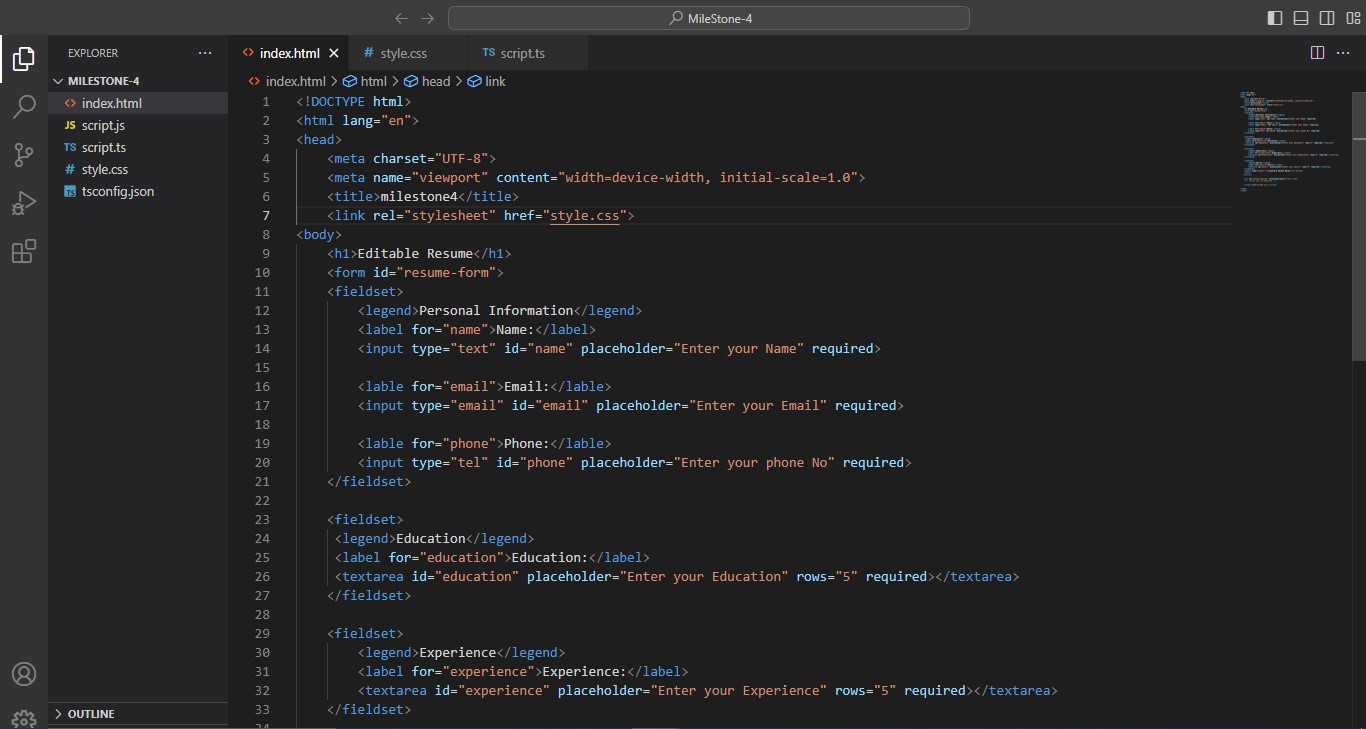 MileStone-4
EXPLORER
MILESTONE-4
<> index.html
JS script.js
TS script.ts
# style.css
TS tsconfig.json
OUTLINE
<> index.html
# style.css
TS script.ts
<> index.html > html > head > link
1 <!DOCTYPE html>
2 <html lang="en">
3 <head>
4 <meta charset="UTF-8">
5 <meta name="viewport" content="width=device-width, initial-scale=1.0">
6 <title>milestone4</title>
7 <link rel="stylesheet" href="style.css">
8 <body>
9 <h1>Editable Resume</h1>
10 <form id="resume-form">
11 <fieldset>
12 <legend>Personal Information</legend>
13 <label for="name">Name:</label>
14 <input type="text" id="name" placeholder="Enter your Name" required>
15
16 <lable for="email">Email:</lable>
17 <input type="email" id="email" placeholder="Enter your Email" required>
18
19 <lable for="phone">Phone:</lable>
20 <input type="tel" id="phone" placeholder="Enter your phone No" required>
21 </fieldset>
22
23 <fieldset>
24 <legend>Education</legend>
25 <label for="education">Education:</label>
26 <textarea id="education" placeholder="Enter your Education" rows="5" required></textarea>
27 </fieldset>
28
29 <fieldset>
30 <legend>Experience</legend>
31 <label for="experience">Experience:</label>
32 <textarea id="experience" placeholder="Enter your Experience" rows="5" required></textarea>
33 </fieldset>